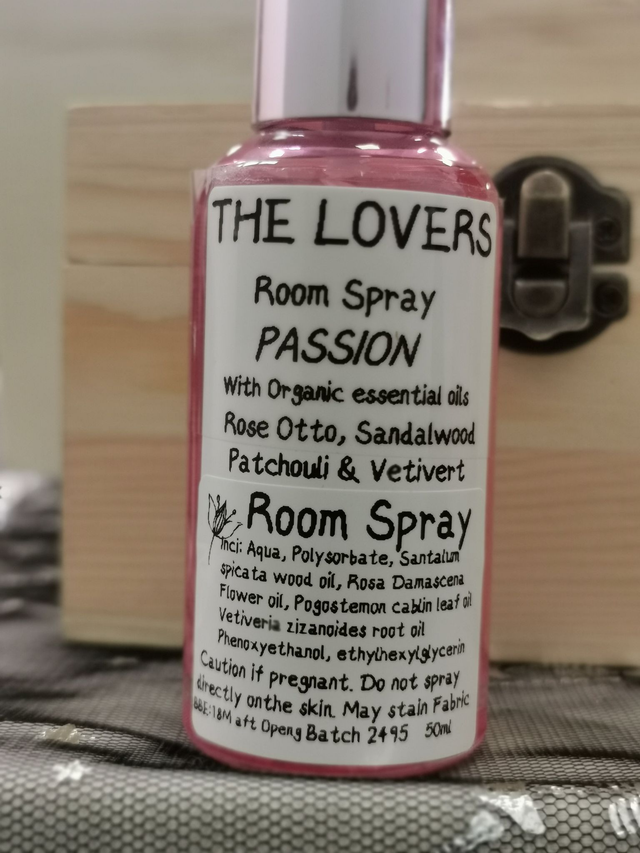 THE LOVERS
Room Spray
PASSION
With Organic essential oils
Rose Otto, Sandalwood
Patchouli & Vetivert
Room Spray
Inci: Aqua, Polysorbate, Santalum
spicata wood oil, Rosa Damascena
Flower oil, Pogostemon cablin leaf oil
Vetiveria zizanoides root oil
Phenoxyethanol, ethylhexylglycerin
Caution if pregnant. Do not spray
directly onthe skin. May stain Fabric
BBE:18M aft Openg Batch 2495 50ml